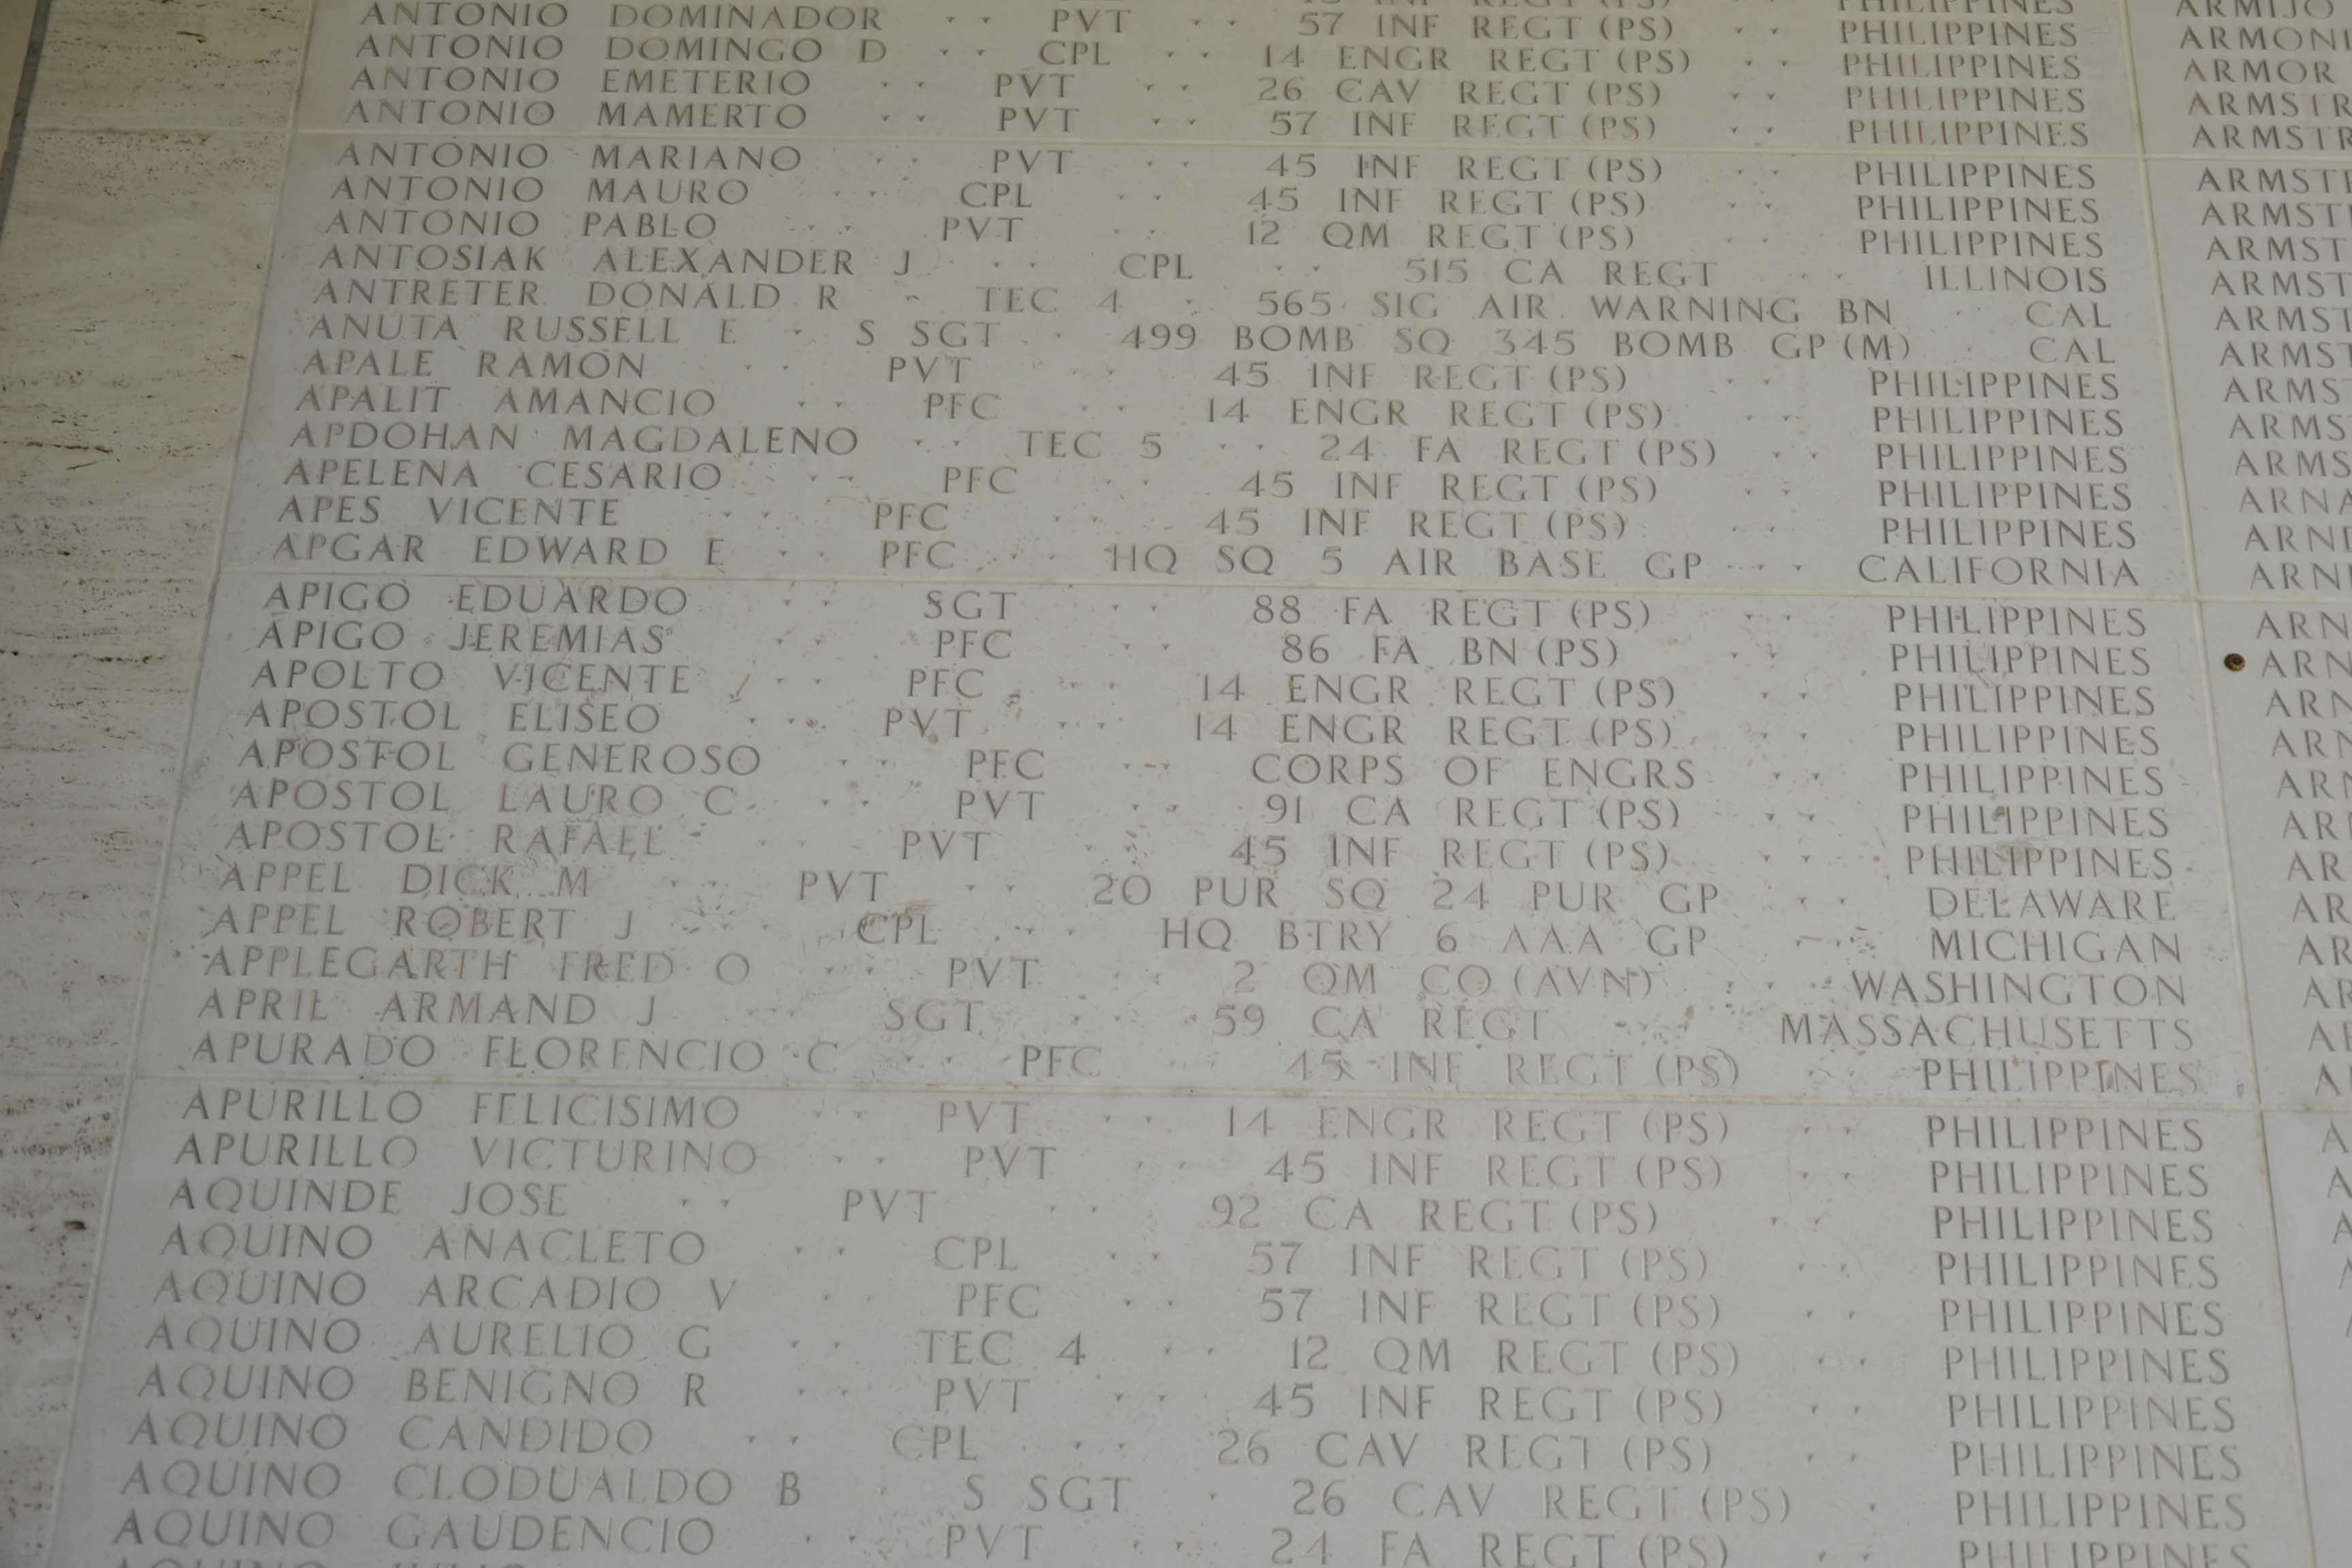 ANTONIO DOMINADOR · · PVT · · 57 INF REGT (PS) · · PHILIPPINES
ANTONIO DOMINGO D · · CPL · · 14 ENGR REGT (PS) · · PHILIPPINES
ANTONIO EMETERIO · · PVT · · 26 CAV REGT (PS) · · PHILIPPINES
ANTONIO MAMERTO · · PVT · · 57 INF REGT (PS) · · PHILIPPINES
ANTONIO MARIANO · · PVT · · 45 INF REGT (PS) · · PHILIPPINES
ANTONIO MAURO · · CPL · · 45 INF REGT (PS) · · PHILIPPINES
ANTONIO PABLO · · PVT · · 12 QM REGT (PS) · · PHILIPPINES
ANTOSIAK ALEXANDER J · · CPL · · 515 CA REGT · · ILLINOIS
ANTRETER DONALD R · TEC 4 · 565 SIG AIR WARNING BN · CAL
ANUTA RUSSELL E · S SGT · 499 BOMB SQ 345 BOMB GP (M) · CAL
APALE RAMON · · PVT · · 45 INF REGT (PS) · · PHILIPPINES
APALIT AMANCIO · · PFC · · 14 ENGR REGT (PS) · · PHILIPPINES
APDOHAN MAGDALENO · · TEC 5 · · 24 FA REGT (PS) · · PHILIPPINES
APELENA CESARIO · · PFC · · 45 INF REGT (PS) · · PHILIPPINES
APES VICENTE · · PFC · · 45 INF REGT (PS) · · PHILIPPINES
APGAR EDWARD E · · PFC · · HQ SQ 5 AIR BASE GP · · CALIFORNIA
APIGO EDUARDO · · SGT · · 88 FA REGT (PS) · · PHILIPPINES
APIGO JEREMIAS · · PFC · · 86 FA BN (PS) · · PHILIPPINES
APOLTO VICENTE · · PFC · · 14 ENGR REGT (PS) · · PHILIPPINES
APOSTOL ELISEO · · PVT · · 14 ENGR REGT (PS) · · PHILIPPINES
APOSTOL GENEROSO · · PFC · · CORPS OF ENGRS · · PHILIPPINES
APOSTOL LAURO C · · PVT · · 91 CA REGT (PS) · · PHILIPPINES
APOSTOL RAFAEL · · PVT · · 45 INF REGT (PS) · · PHILIPPINES
APPEL DICK M · · PVT · · 20 PUR SQ 24 PUR GP · · DELAWARE
APPEL ROBERT J · · CPL · · HQ BTRY 6 AAA GP · · MICHIGAN
APPLEGARTH FRED O · · PVT · · 2 QM CO (AVN) · · WASHINGTON
APRIL ARMAND J · · SGT · · 59 CA REGT · · MASSACHUSETTS
APURADO FLORENCIO C · · PFC · · 45 INF REGT (PS) · · PHILIPPINES
APURILLO FELICISIMO · · PVT · · 14 ENGR REGT (PS) · · PHILIPPINES
APURILLO VICTURINO · · PVT · · 45 INF REGT (PS) · · PHILIPPINES
AQUINDE JOSE · · PVT · · 92 CA REGT (PS) · · PHILIPPINES
AQUINO ANACLETO · · CPL · · 57 INF REGT (PS) · · PHILIPPINES
AQUINO ARCADIO V · · PFC · · 57 INF REGT (PS) · · PHILIPPINES
AQUINO AURELIO G · · TEC 4 · · 12 QM REGT (PS) · · PHILIPPINES
AQUINO BENIGNO R · · PVT · · 45 INF REGT (PS) · · PHILIPPINES
AQUINO CANDIDO · · CPL · · 26 CAV REGT (PS) · · PHILIPPINES
AQUINO CLODUALDO B · S SGT · 26 CAV REGT (PS) · PHILIPPINES
AQUINO GAUDENCIO · · PVT · · 24 FA REGT (PS) · · PHILIPPINES
ARMIJO
ARMOR